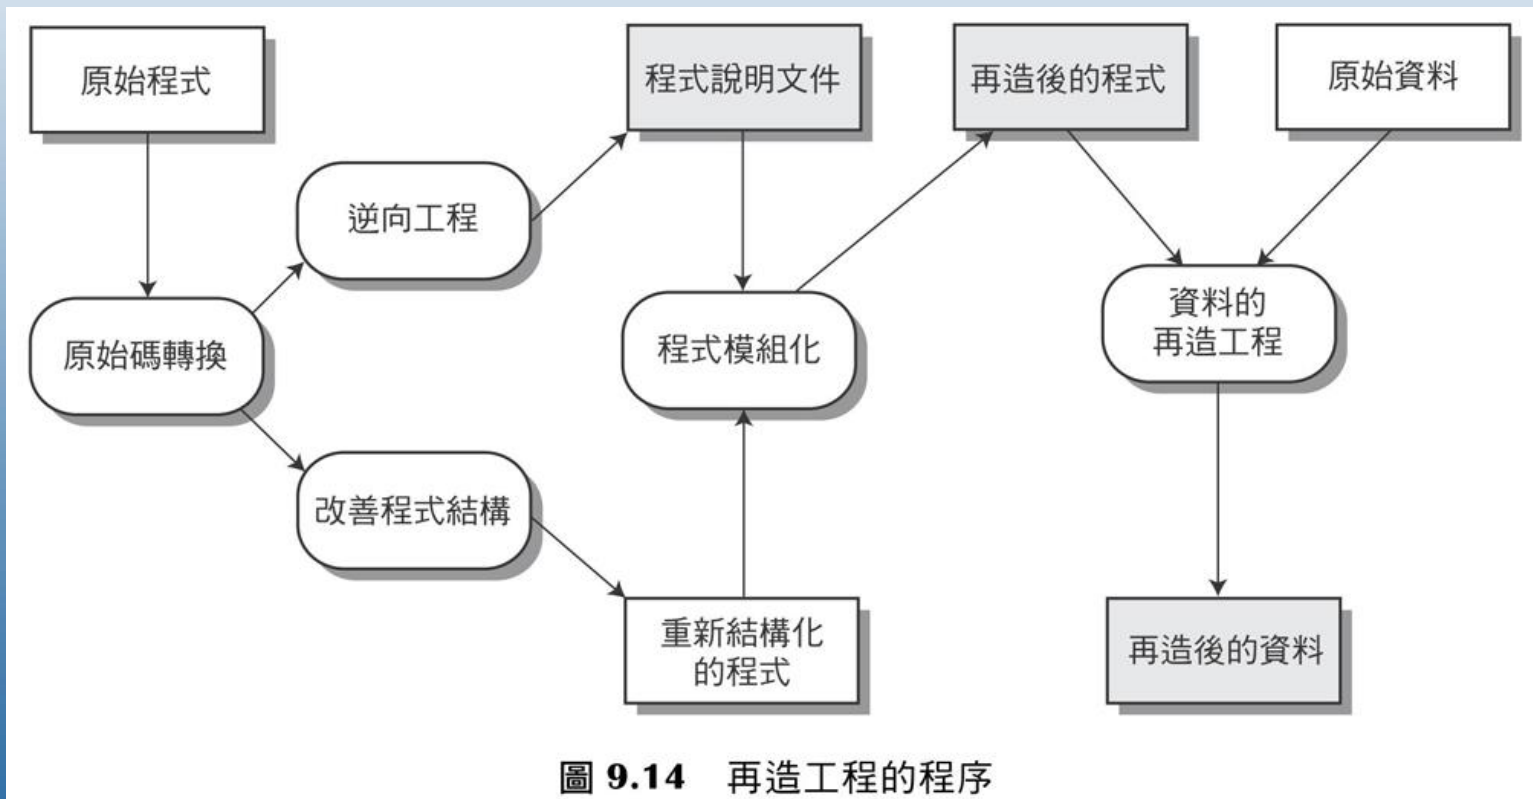 原始程式
程式說明文件
再造後的程式
原始資料
逆向工程
原始碼轉換
程式模組化
資料的
再造工程
改善程式結構
重新結構化
的程式
再造後的資料
圖 9.14 再造工程的程序